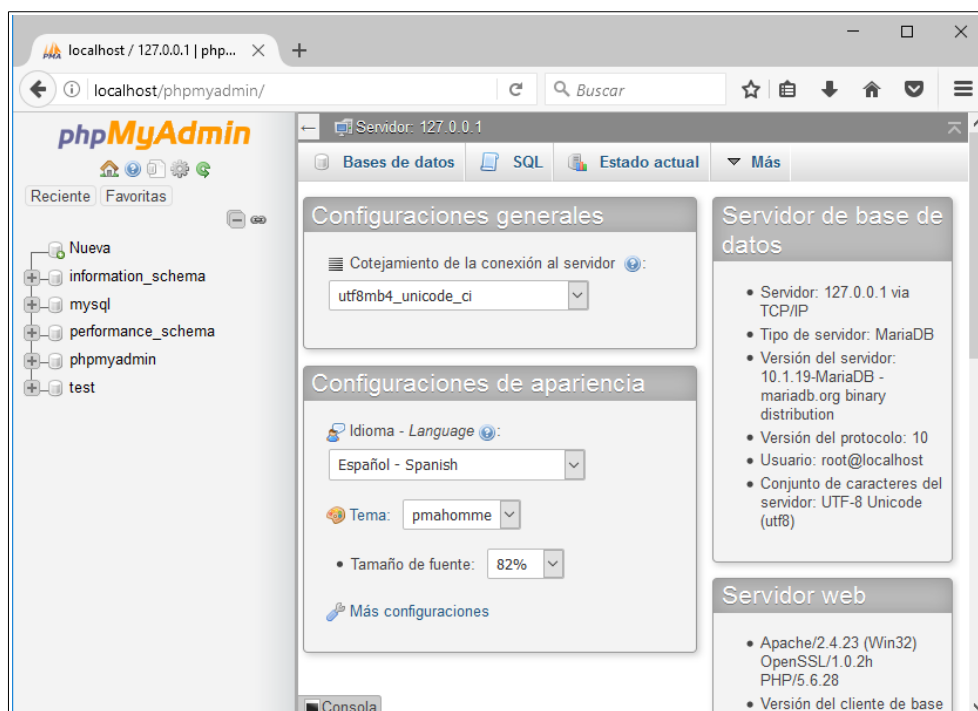 localhost / 127.0.0.1 | php...
localhost/phpmyadmin/
Buscar
phpMyAdmin
Reciente
Favoritas
Nueva
information_schema
mysql
performance_schema
phpmyadmin
test
Servidor: 127.0.0.1
Bases de datos
SQL
Estado actual
Más
Configuraciones generales
Cotejamiento de la conexión al servidor :
utf8mb4_unicode_ci
Configuraciones de apariencia
Idioma - Language :
Español - Spanish
Tema: pmahomme
Tamaño de fuente: 82%
Más configuraciones
Consola
Servidor de base de
datos
Servidor: 127.0.0.1 via
TCP/IP
Tipo de servidor: MariaDB
Versión del servidor:
10.1.19-MariaDB -
mariadb.org binary
distribution
Versión del protocolo: 10
Usuario: root@localhost
Conjunto de caracteres del
servidor: UTF-8 Unicode
(utf8)
Servidor web
Apache/2.4.23 (Win32)
OpenSSL/1.0.2h
PHP/5.6.28
Versión del cliente de base